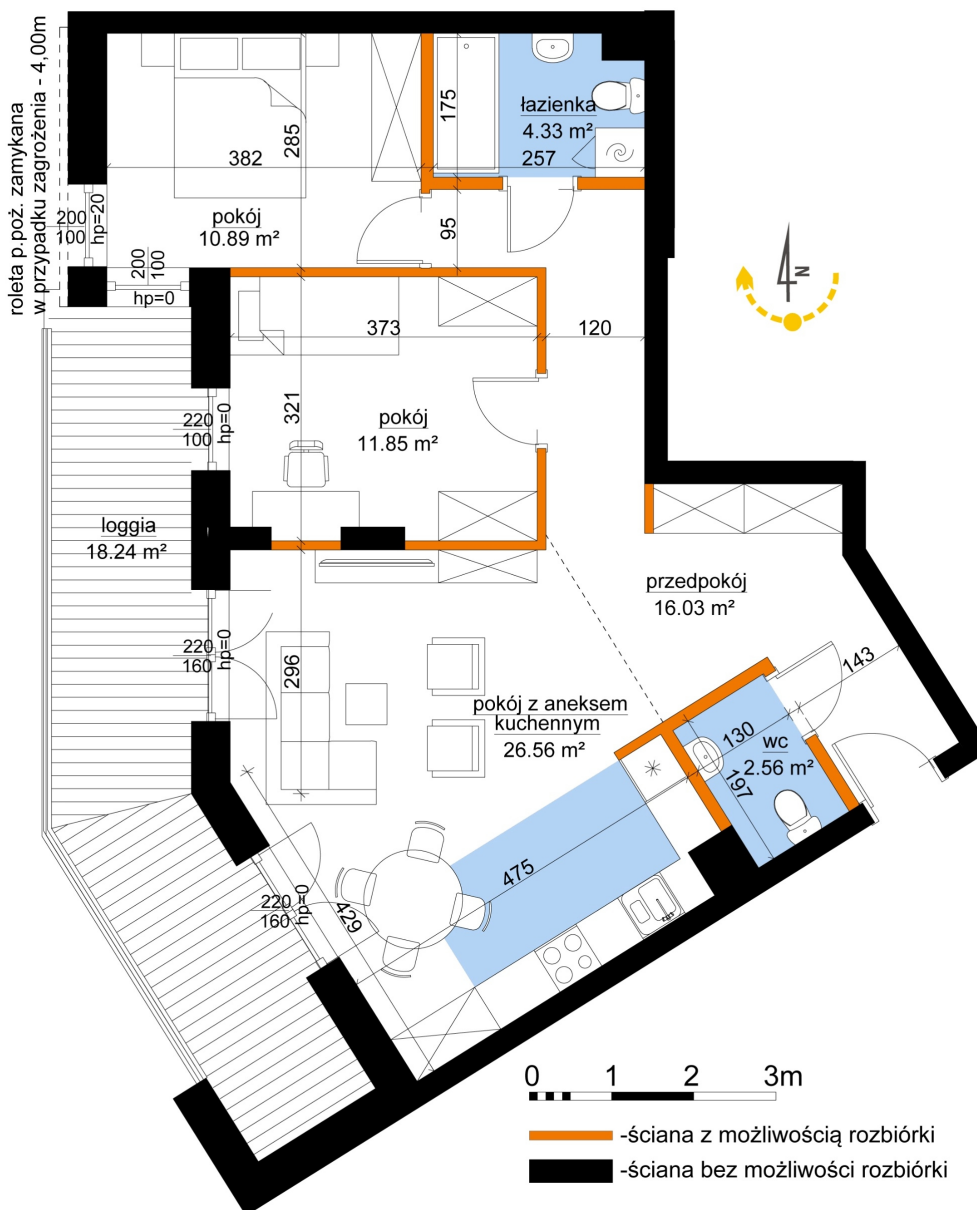 roleta p.poż. zamykana
w przypadku zagrożenia - 4,00m
łazienka
4.33 m²
175
257
382
285
pokój
10.89 m²
95
200
100
hp=20
200
100
hp=0
N
373
120
321
pokój
11.85 m²
220
100
hp=0
loggia
18.24 m²
przedpokój
16.03 m²
220
160
hp=0
296
pokój z aneksem
kuchennym
26.56 m²
143
130
wc
2.56 m²
197
475
220
160
hp=0
429
0 1 2 3m
-ściana z możliwością rozbiórki
-ściana bez możliwości rozbiórki